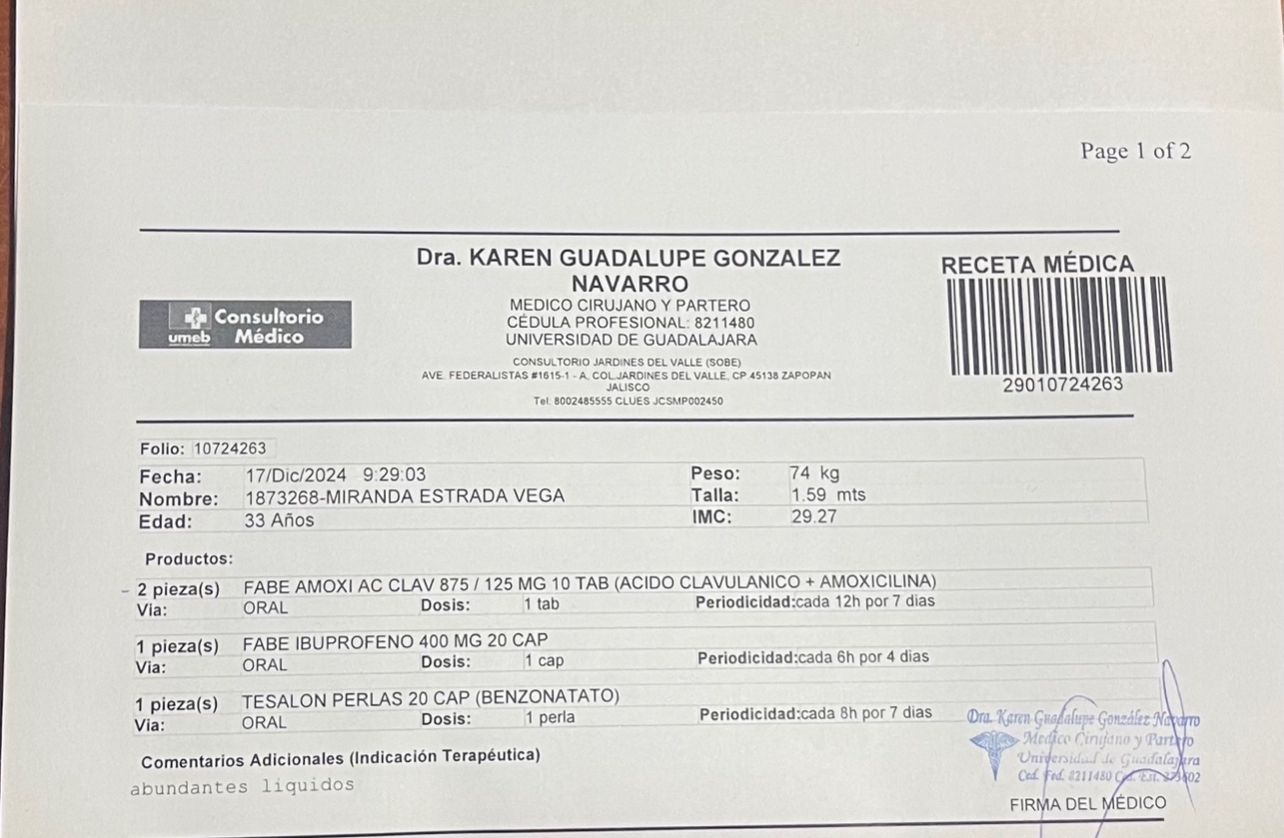 Page 1 of 2
Dra. KAREN GUADALUPE GONZALEZ
NAVARRO
MEDICO CIRUJANO Y PARTERO
CÉDULA PROFESIONAL: 8211480
UNIVERSIDAD DE GUADALAJARA
CONSULTORIO JARDINES DEL VALLE (SOBE)
AVE. FEDERALISTAS #1615-1 - A, COL.JARDINES DEL VALLE, CP 45138 ZAPOPAN
JALISCO
Tel. 8002485555 CLUES JCSMP002450
umeb Consultorio Médico
RECETA MÉDICA
29010724263
Folio: 10724263
Fecha: 17/Dic/2024 9:29:03 Peso: 74 kg
Nombre: 1873268-MIRANDA ESTRADA VEGA Talla: 1.59 mts
Edad: 33 Años IMC: 29.27
Productos:
- 2 pieza(s) FABE AMOXI AC CLAV 875 / 125 MG 10 TAB (ACIDO CLAVULANICO + AMOXICILINA)
Via: ORAL Dosis: 1 tab Periodicidad:cada 12h por 7 dias
1 pieza(s) FABE IBUPROFENO 400 MG 20 CAP
Via: ORAL Dosis: 1 cap Periodicidad:cada 6h por 4 dias
1 pieza(s) TESALON PERLAS 20 CAP (BENZONATATO)
Via: ORAL Dosis: 1 perla Periodicidad:cada 8h por 7 dias
Comentarios Adicionales (Indicación Terapéutica)
abundantes liquidos
Dra. Karen Guadalupe González Navarro
Medico Cirujano y Partero
Universidad de Guadalajara
Ced. Fed. 8211480 Ced. Est.
FIRMA DEL MÉDICO